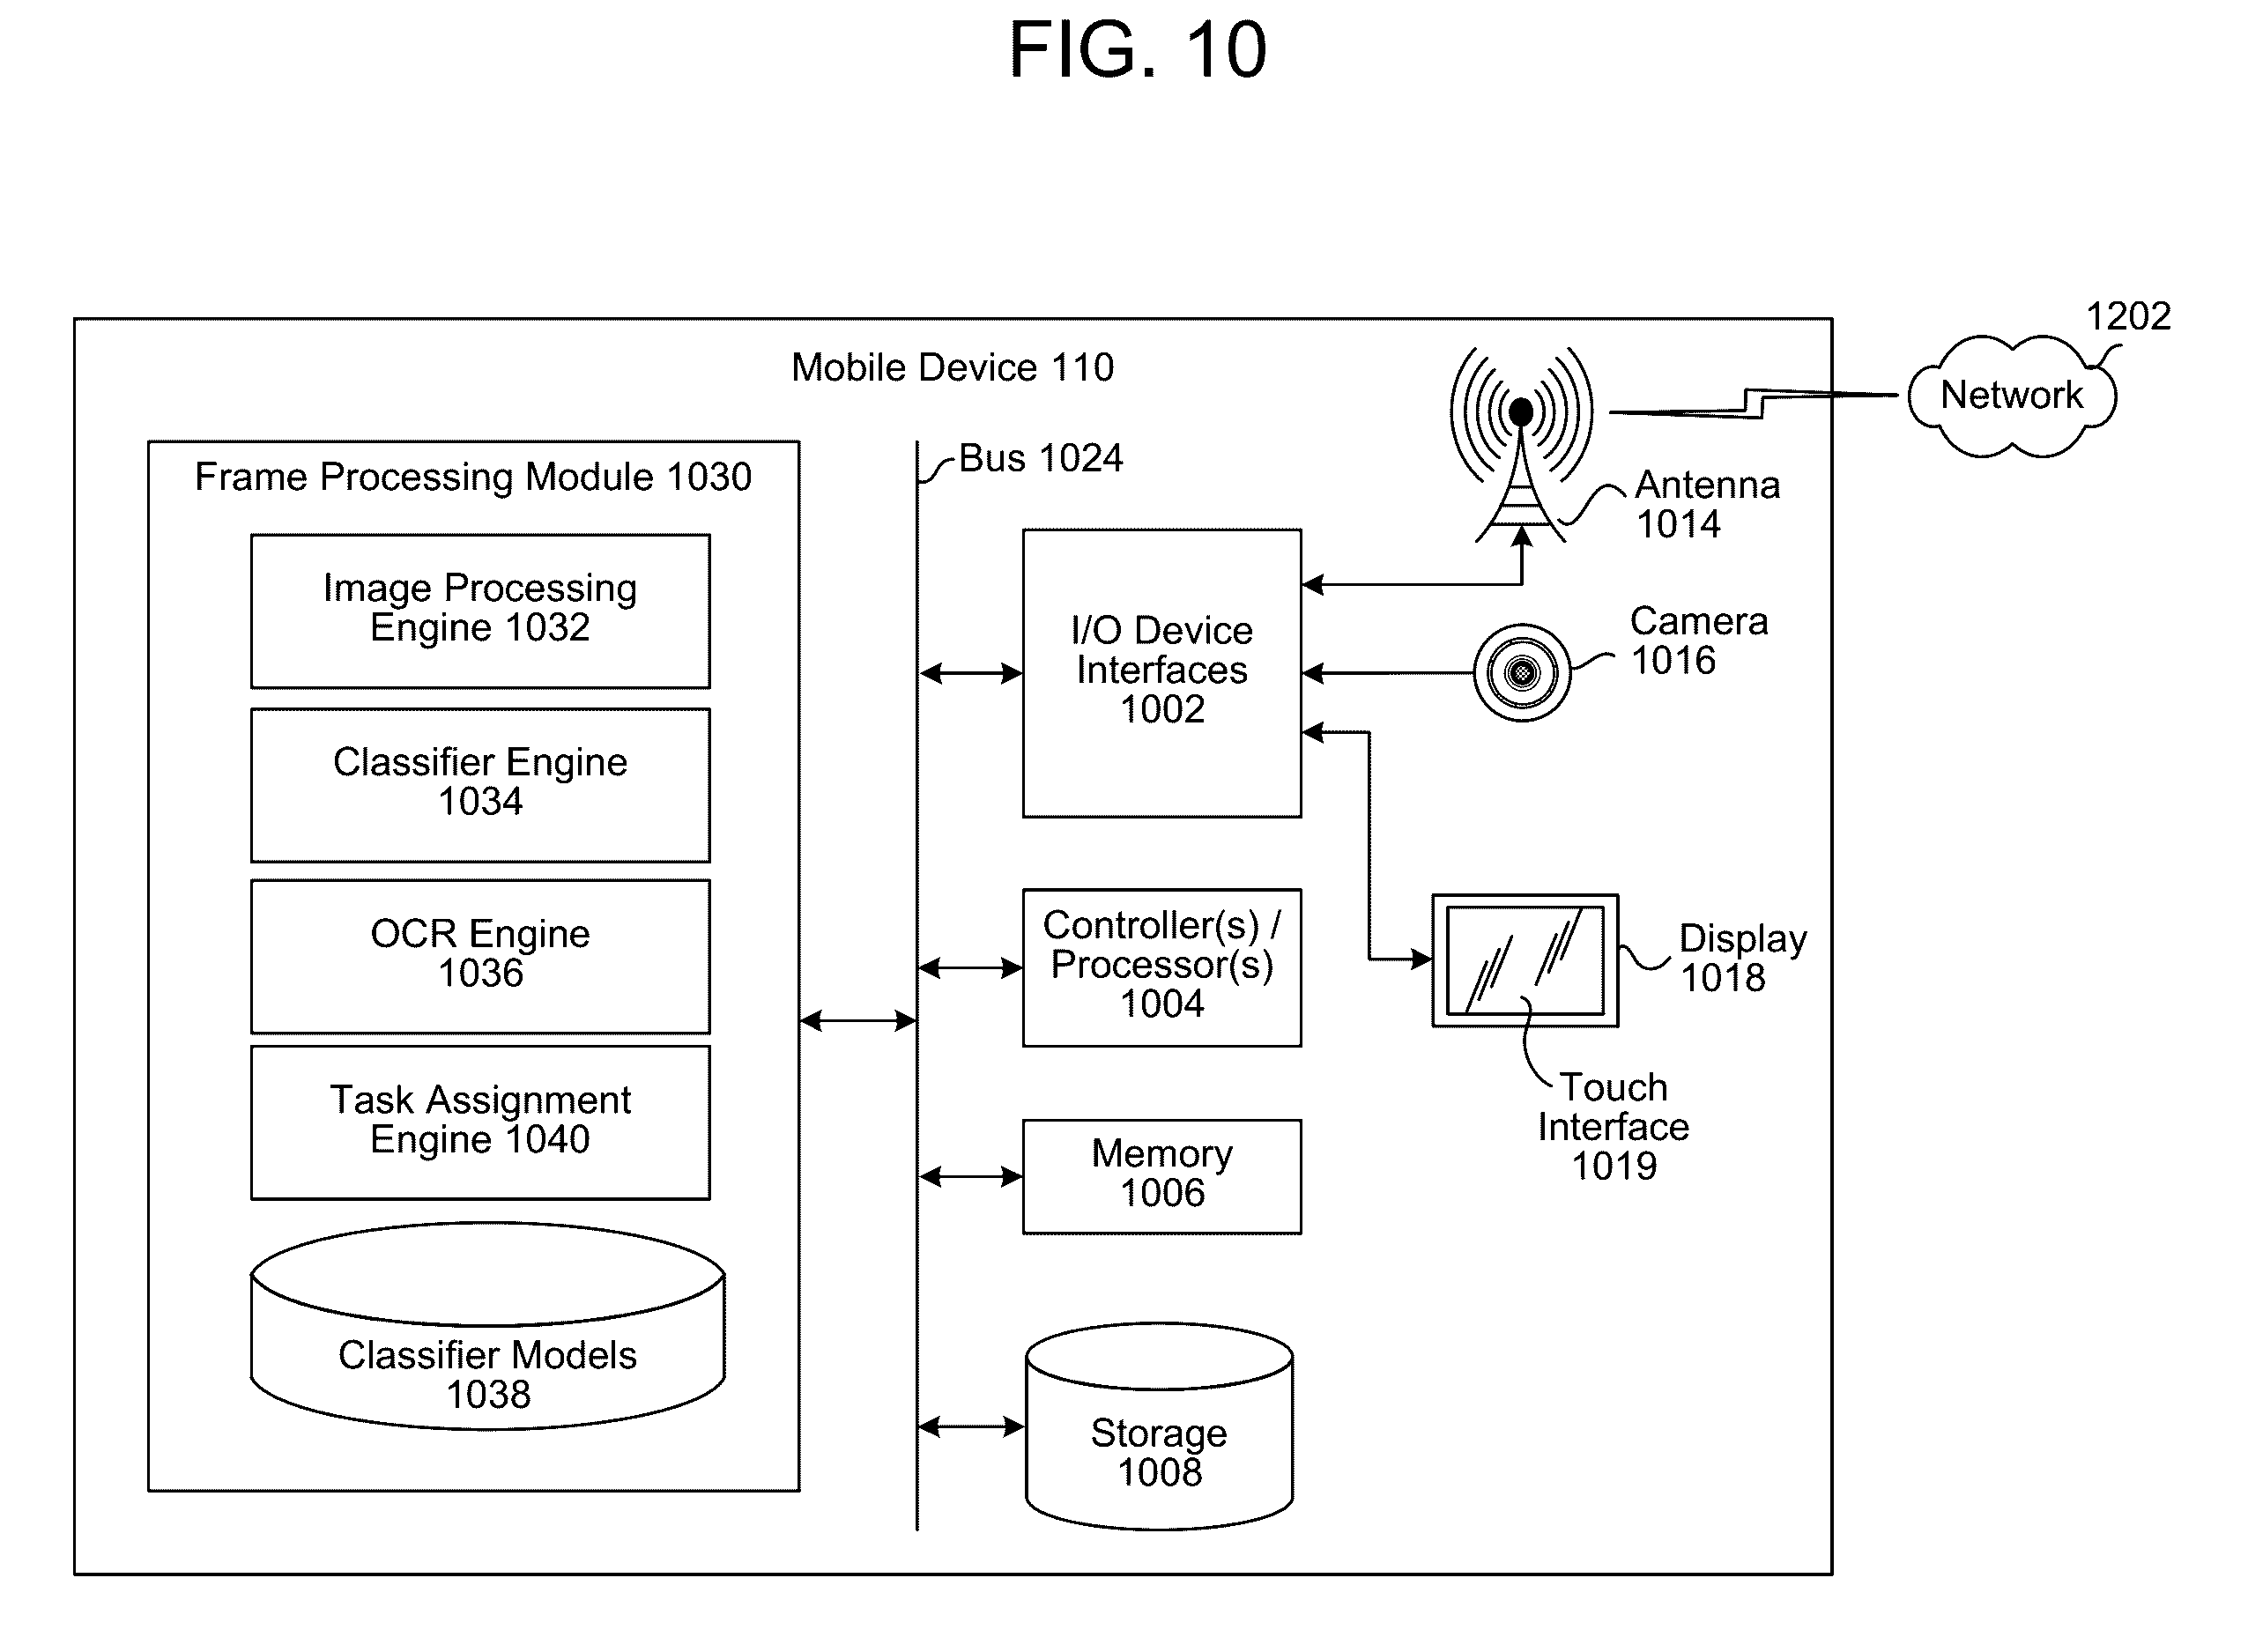 FIG. 10
1202
Network
Mobile Device 110
Frame Processing Module 1030
Image Processing
Engine 1032
Classifier Engine
1034
OCR Engine
1036
Task Assignment
Engine 1040
Classifier Models
1038
Bus 1024
I/O Device
Interfaces
1002
Controller(s) /
Processor(s)
1004
Memory
1006
Storage
1008
Antenna
1014
Camera
1016
Display
1018
Touch
Interface
1019